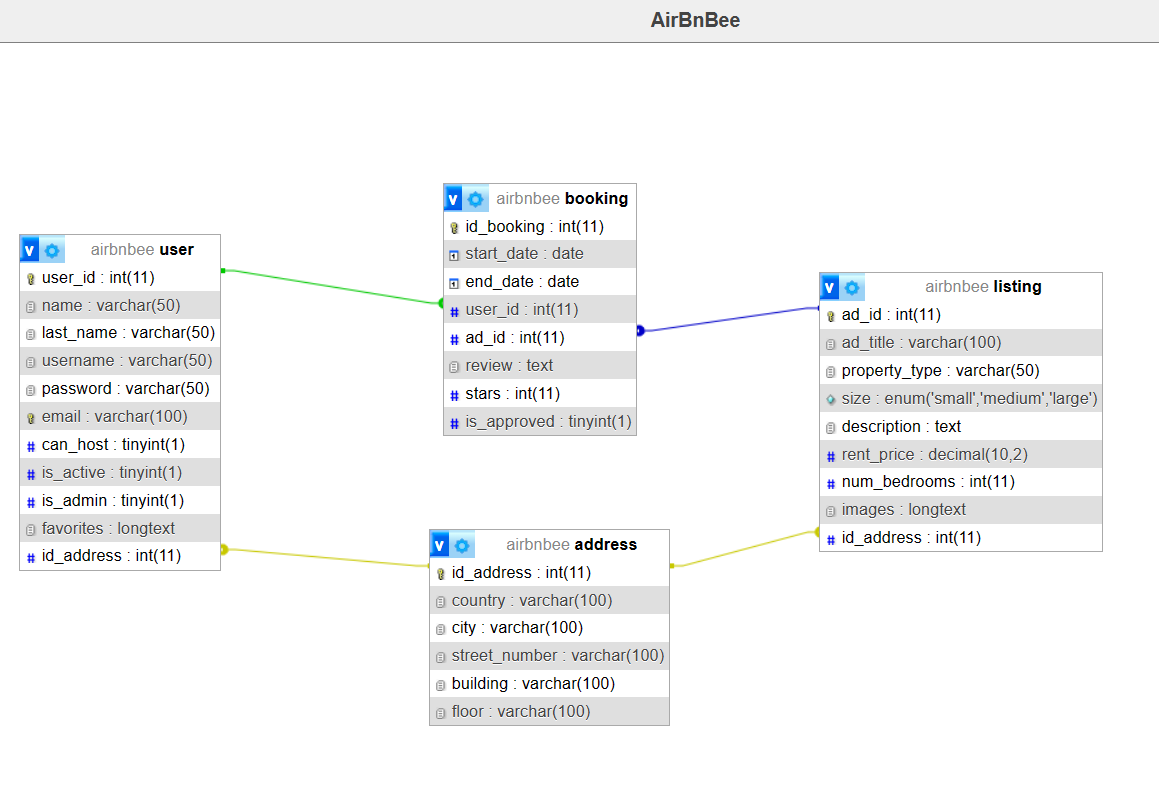 AirBnBee
airbnbee user
user_id : int(11)
name : varchar(50)
last_name : varchar(50)
username : varchar(50)
password : varchar(50)
email : varchar(100)
can_host : tinyint(1)
is_active : tinyint(1)
is_admin : tinyint(1)
favorites : longtext
id_address : int(11)
airbnbee booking
id_booking : int(11)
start_date : date
end_date : date
user_id : int(11)
ad_id : int(11)
review : text
stars : int(11)
is_approved : tinyint(1)
airbnbee listing
ad_id : int(11)
ad_title : varchar(100)
property_type : varchar(50)
size : enum('small','medium','large')
description : text
rent_price : decimal(10,2)
num_bedrooms : int(11)
images : longtext
id_address : int(11)
airbnbee address
id_address : int(11)
country : varchar(100)
city : varchar(100)
street_number : varchar(100)
building : varchar(100)
floor : varchar(100)